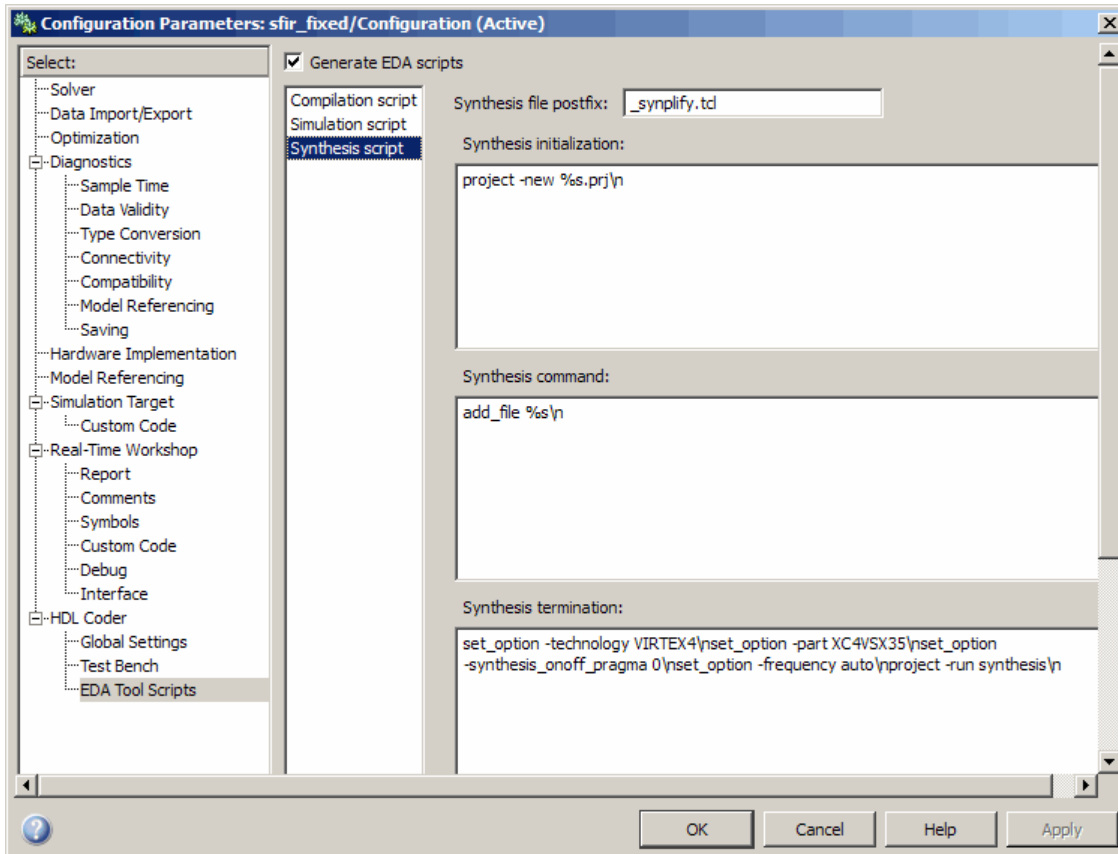 Configuration Parameters: sfir_fixed/Configuration (Active)
Select:
Solver
Data Import/Export
Optimization
Diagnostics
Sample Time
Data Validity
Type Conversion
Connectivity
Compatibility
Model Referencing
Saving
Hardware Implementation
Model Referencing
Simulation Target
Custom Code
Real-Time Workshop
Report
Comments
Symbols
Custom Code
Debug
Interface
HDL Coder
Global Settings
Test Bench
EDA Tool Scripts
Generate EDA scripts
Compilation script
Simulation script
Synthesis script
Synthesis file postfix: _synplify.tcl
Synthesis initialization:
project -new %s.prj\n
Synthesis command:
add_file %s\n
Synthesis termination:
set_option -technology VIRTEX4\nset_option -part XC4VSX35\nset_option
-synthesis_onoff_pragma 0\nset_option -frequency auto\nproject -run synthesis\n
OK Cancel Help Apply